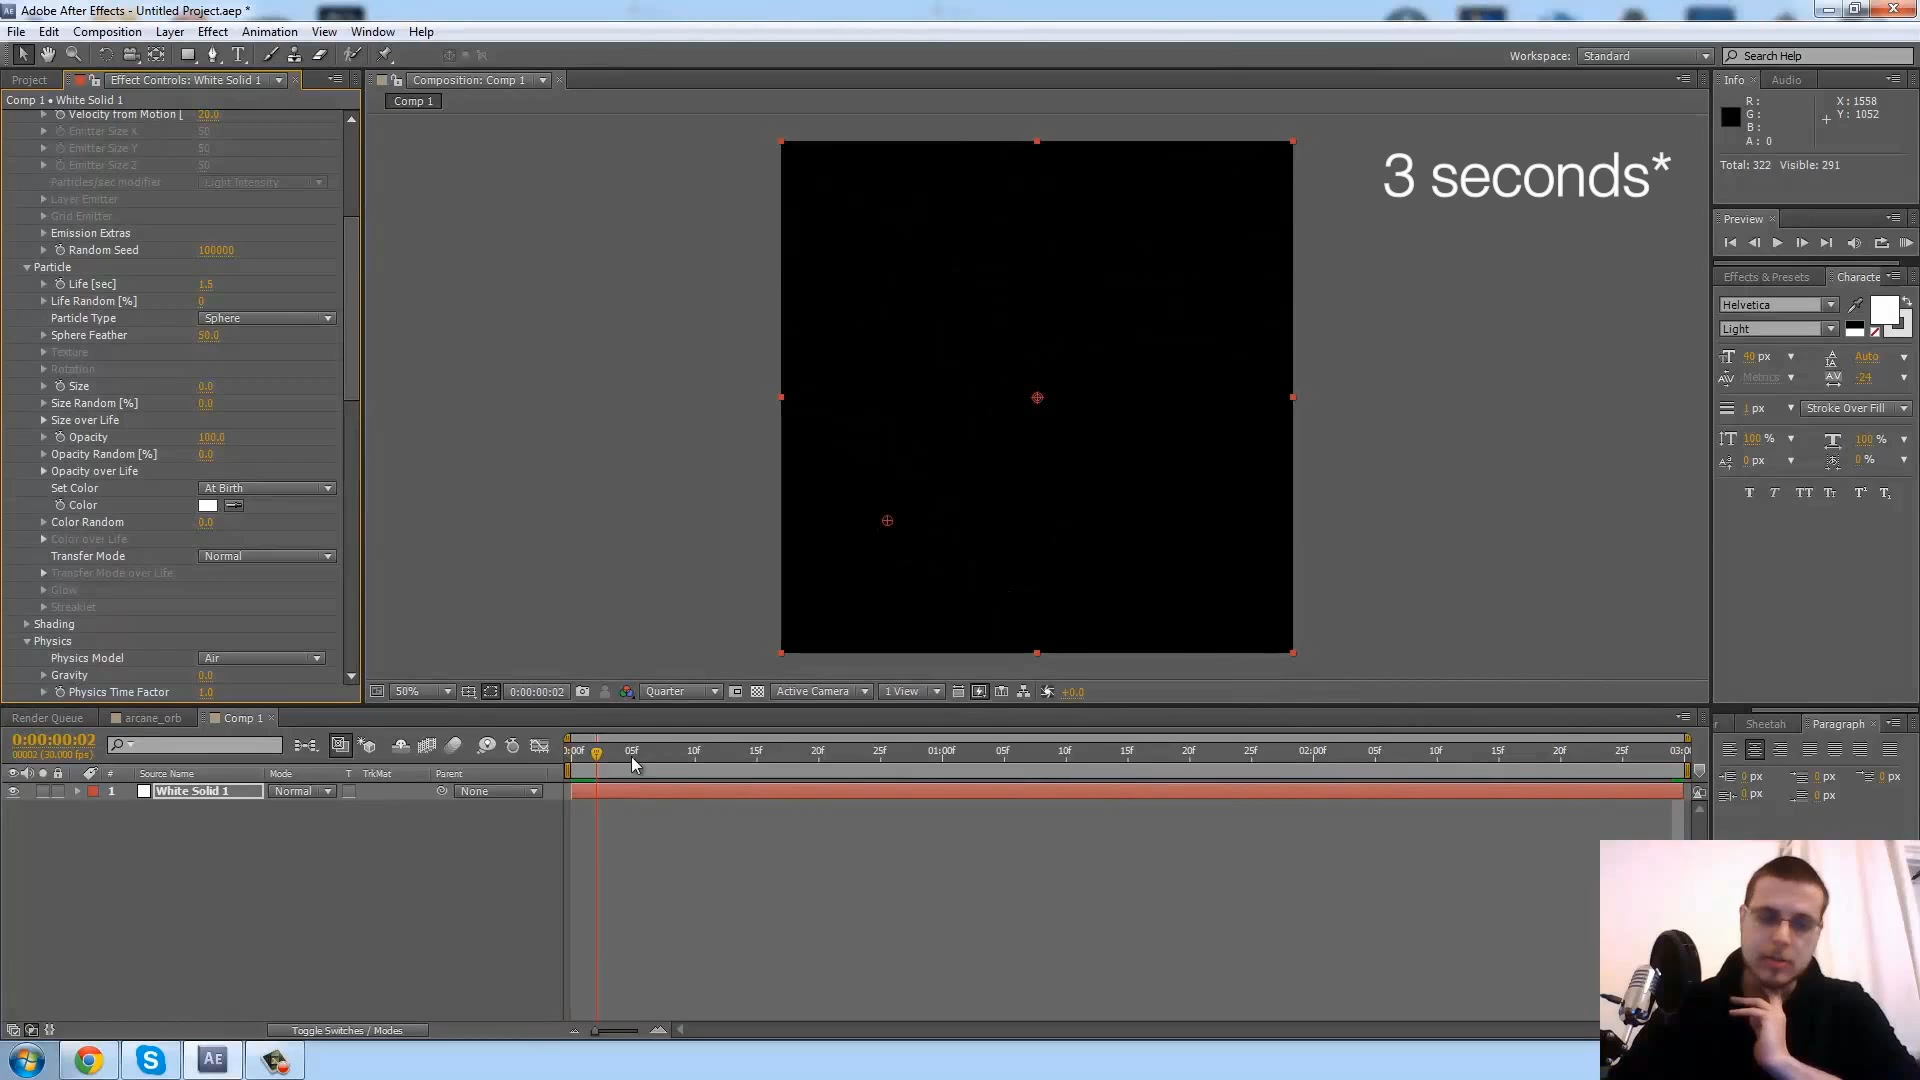 Adobe After Effects - Untitled Project.aep *
File Edit Composition Layer Effect Animation View Window Help
Workspace: Standard Search Help
Project Effect Controls: White Solid 1
Comp 1 • White Solid 1
Velocity from Motion [ 20.0
Emitter Size X 50
Emitter Size Y 50
Emitter Size Z 50
Particles/sec modifier Light Intensity
Layer Emitter
Grid Emitter
Emission Extras
Random Seed 100000
Particle
Life [sec] 1.5
Life Random [%] 0
Particle Type Sphere
Sphere Feather 50.0
Texture
Rotation
Size 0.0
Size Random [%] 0.0
Size over Life
Opacity 100.0
Opacity Random [%] 0.0
Opacity over Life
Set Color At Birth
Color
Color Random 0.0
Color over Life
Transfer Mode Normal
Transfer Mode over Life
Glow
Streaklet
Shading
Physics
Physics Model Air
Gravity 0.0
Physics Time Factor 1.0
Composition: Comp 1
Comp 1
3 seconds*
50% 0:00:00:02 Quarter Active Camera 1 View +0.0
Info Audio
R: X: 1558
G: Y: 1052
B:
A: 0
Total: 322 Visible: 291
Preview
Effects & Presets Characte
Helvetica
Light
40 px Auto
Metrics -24
1 px Stroke Over Fill
100 % 100 %
0 px 0 %
T T TT Tr T¹ T,
r Sheetah Paragraph
0 px 0 px 0 px
0 px 0 px
Render Queue arcane_orb Comp 1
0:00:00:02
00002 (30.000 fps)
):00f 05f 10f 15f 20f 25f 01:00f 05f 10f 15f 20f 25f 02:00f 05f 10f 15f 20f 25f 03:0(
# Source Name Mode T TrkMat Parent
1 White Solid 1 Normal None
Toggle Switches / Modes
AE